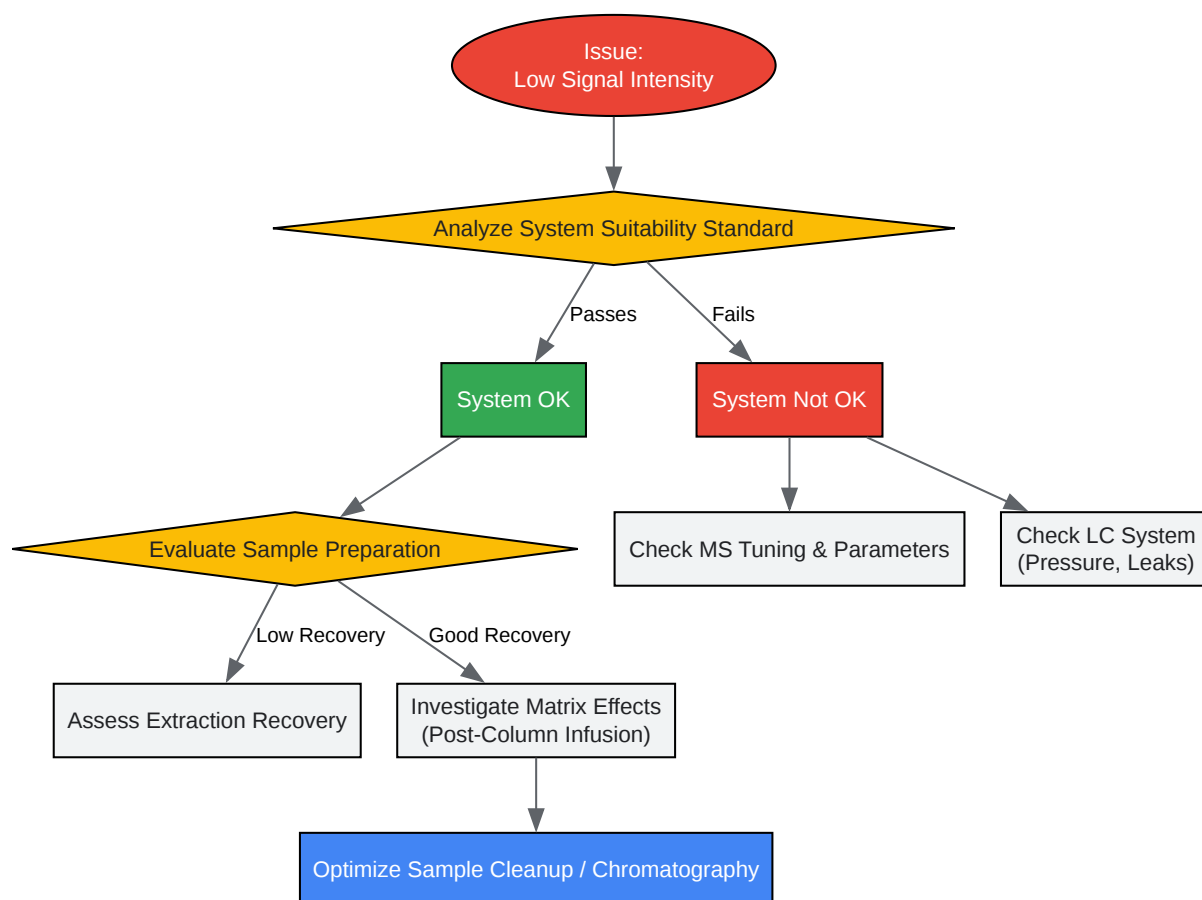 Issue:
Low Signal Intensity
Analyze System Suitability Standard
Passes
Fails
System OK
System Not OK
Evaluate Sample Preparation
Check MS Tuning & Parameters
Check LC System
(Pressure, Leaks)
Low Recovery
Good Recovery
Assess Extraction Recovery
Investigate Matrix Effects
(Post-Column Infusion)
Optimize Sample Cleanup / Chromatography